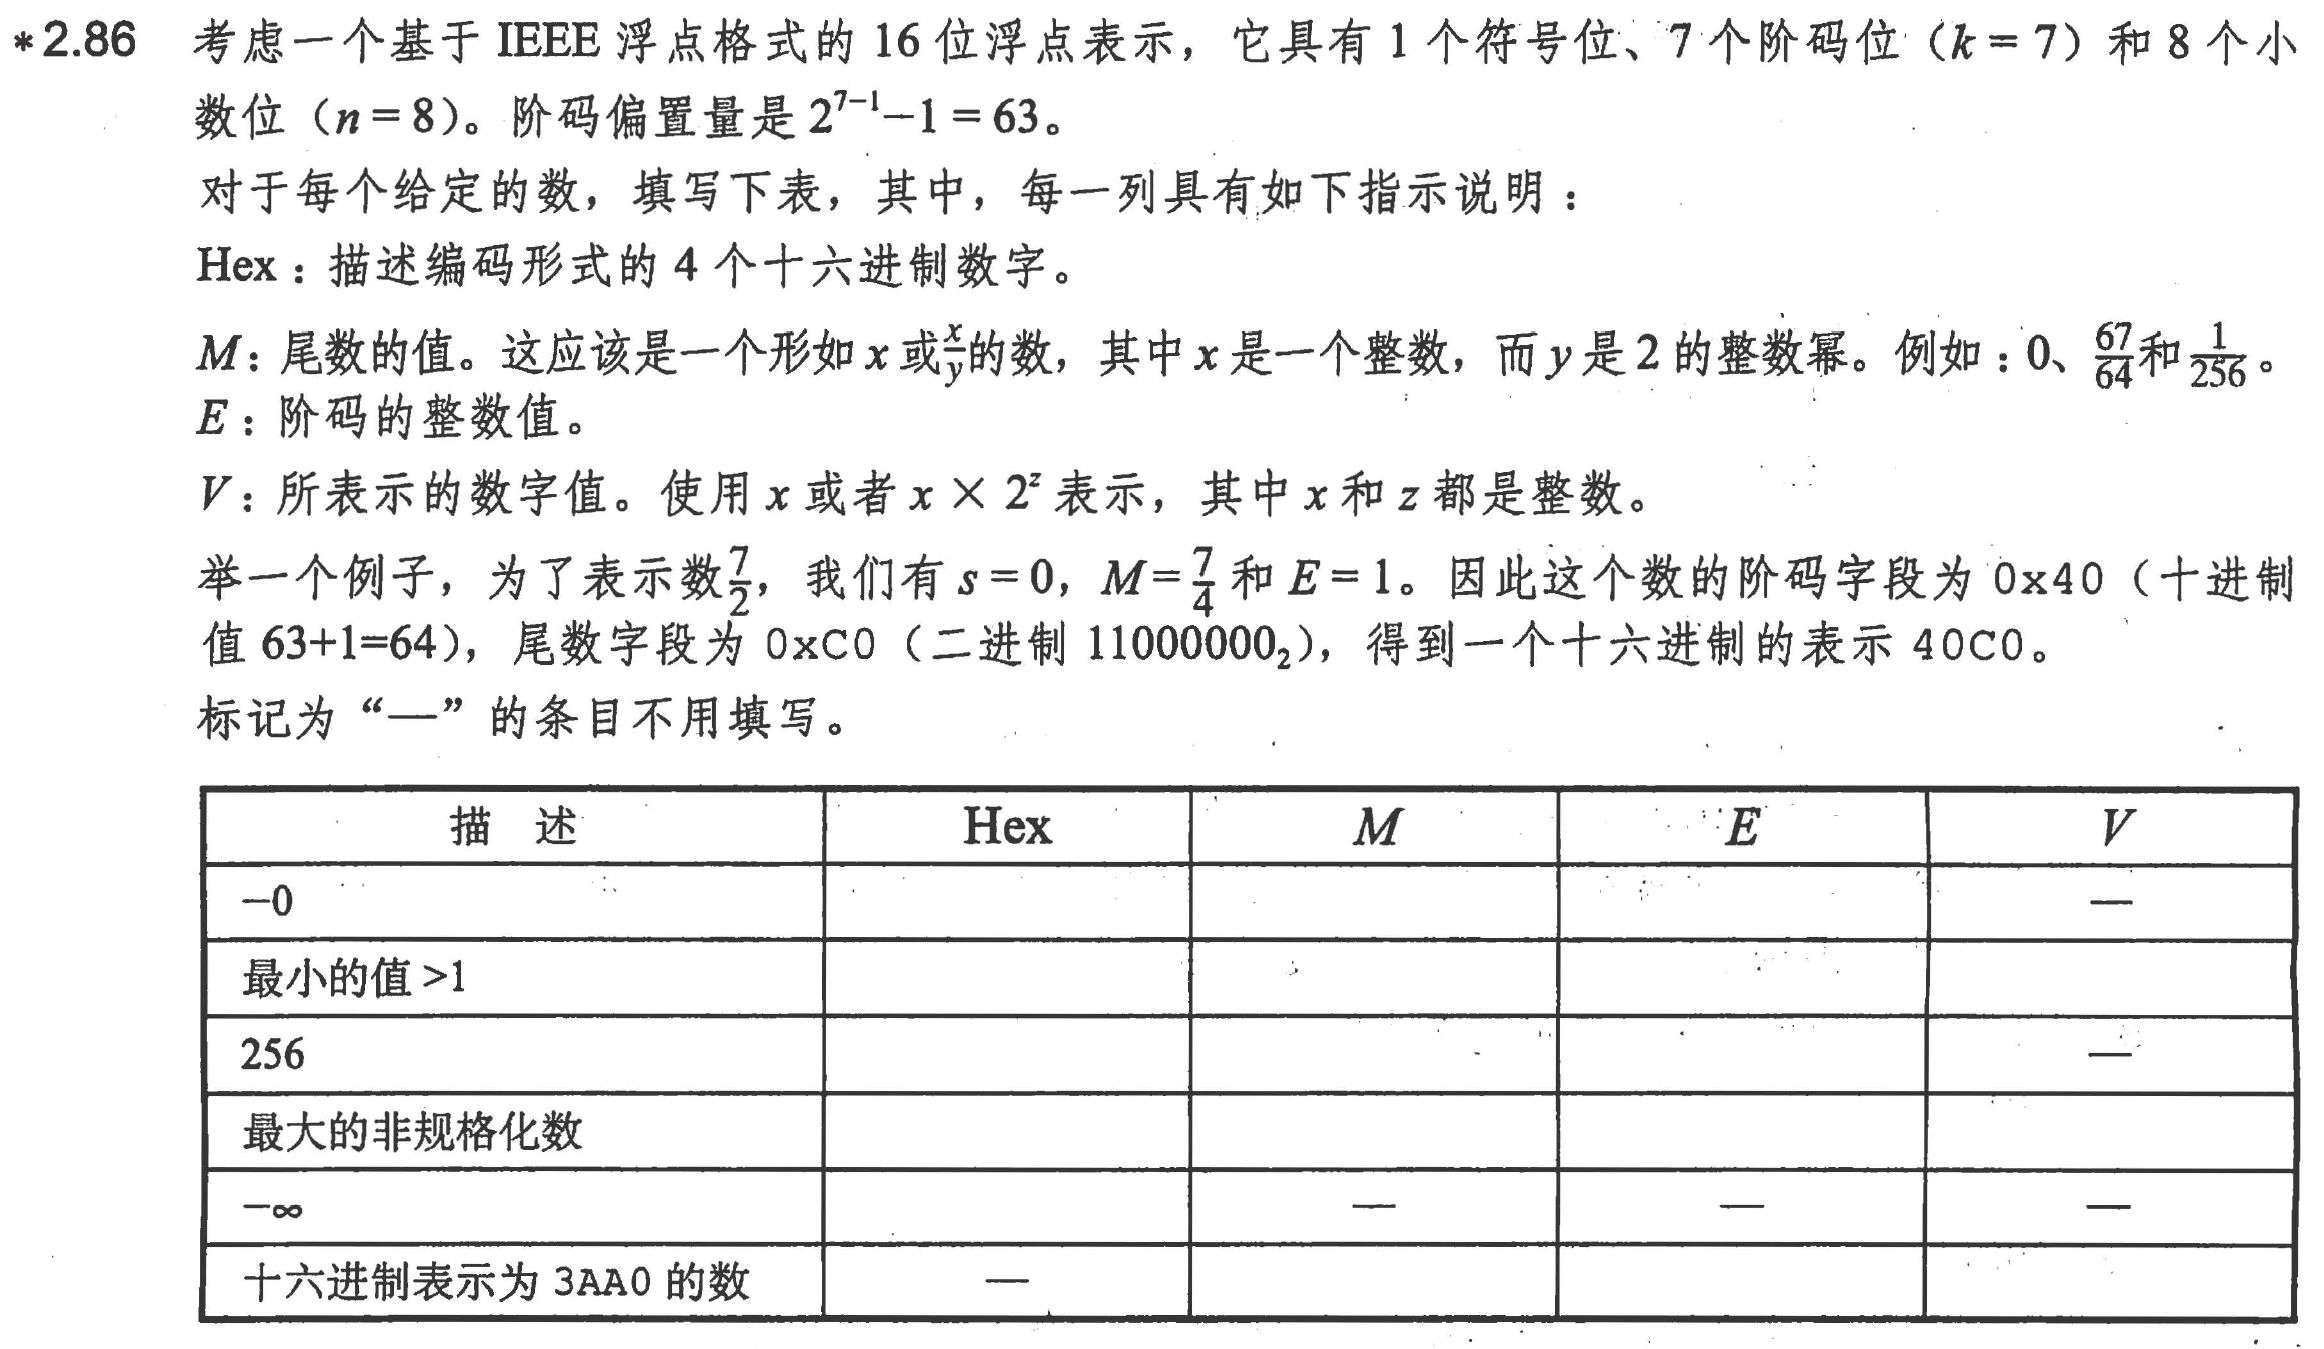 *2.86 考虑一个基于 IEEE 浮点格式的 16 位浮点表示，它具有 1 个符号位、7 个阶码位（k = 7）和 8 个小
数位（n = 8）。阶码偏置量是 2^{7-1}-1 = 63。
对于每个给定的数，填写下表，其中，每一列具有如下指示说明：
Hex：描述编码形式的 4 个十六进制数字。
M：尾数的值。这应该是一个形如 x 或 x/y 的数，其中 x 是一个整数，而 y 是 2 的整数幂。例如：0、67/64 和 1/256。
E：阶码的整数值。
V：所表示的数字值。使用 x 或者 x × 2^z 表示，其中 x 和 z 都是整数。
举一个例子，为了表示数 7/2，我们有 s = 0，M = 7/4 和 E = 1。因此这个数的阶码字段为 0x40（十进制
值 63+1=64），尾数字段为 0xC0（二进制 11000000₂），得到一个十六进制的表示 40C0。
标记为“—”的条目不用填写。
描 述 Hex M E V
−0 —
最小的值 >1
256 —
最大的非规格化数
−∞ — — —
十六进制表示为 3AA0 的数 —